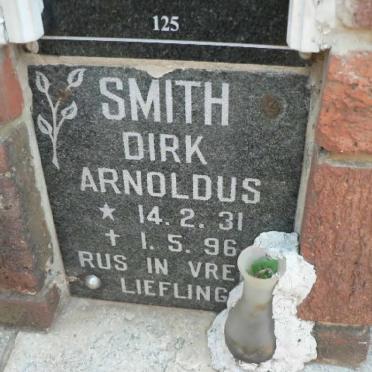 125
SMITH
DIRK
ARNOLDUS
* 14. 2. 31
† 1. 5. 96
RUS IN VRE
LIEFLING